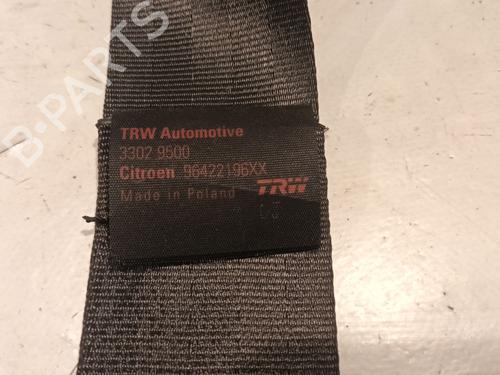 B-PARTS
TRW Automotive
3302 9500
Citroen 96422196XX
Made in Poland TRW